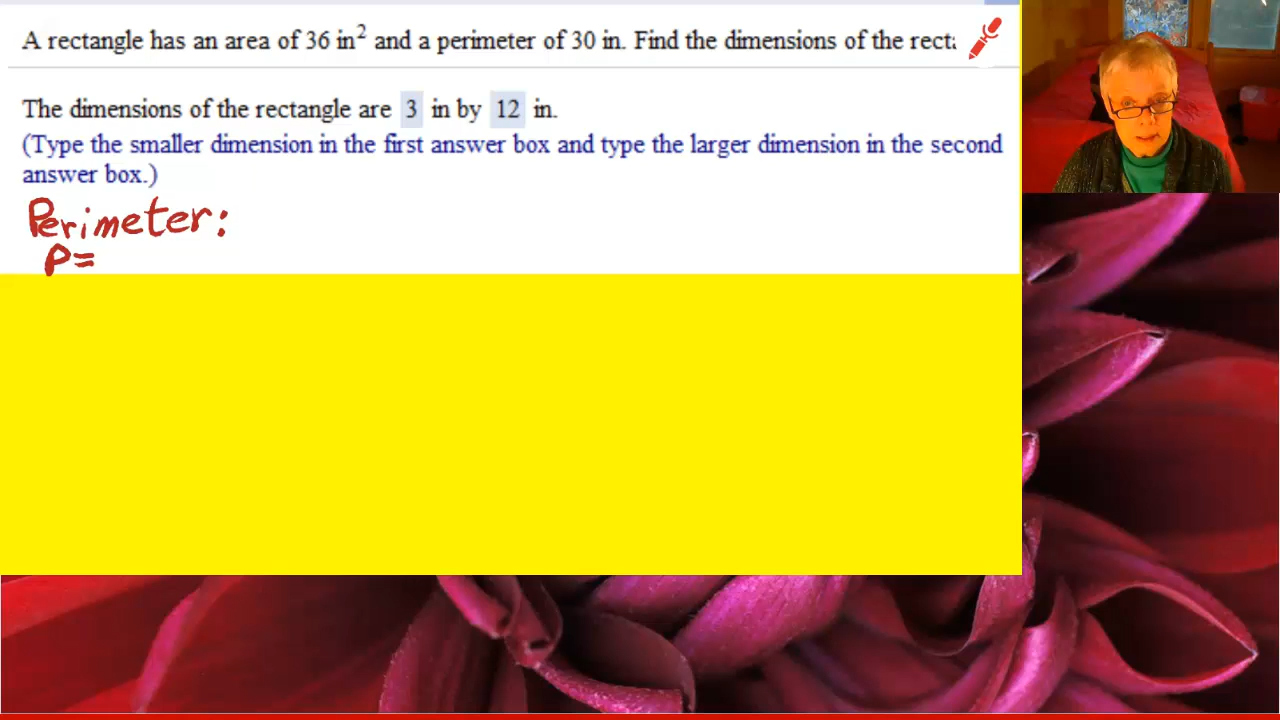 A rectangle has an area of 36 in² and a perimeter of 30 in. Find the dimensions of the
The dimensions of the rectangle are 3 in by 12 in.
(Type the smaller dimension in the first answer box and type the larger dimension in the second
answer box.)
Perimeter:
P=